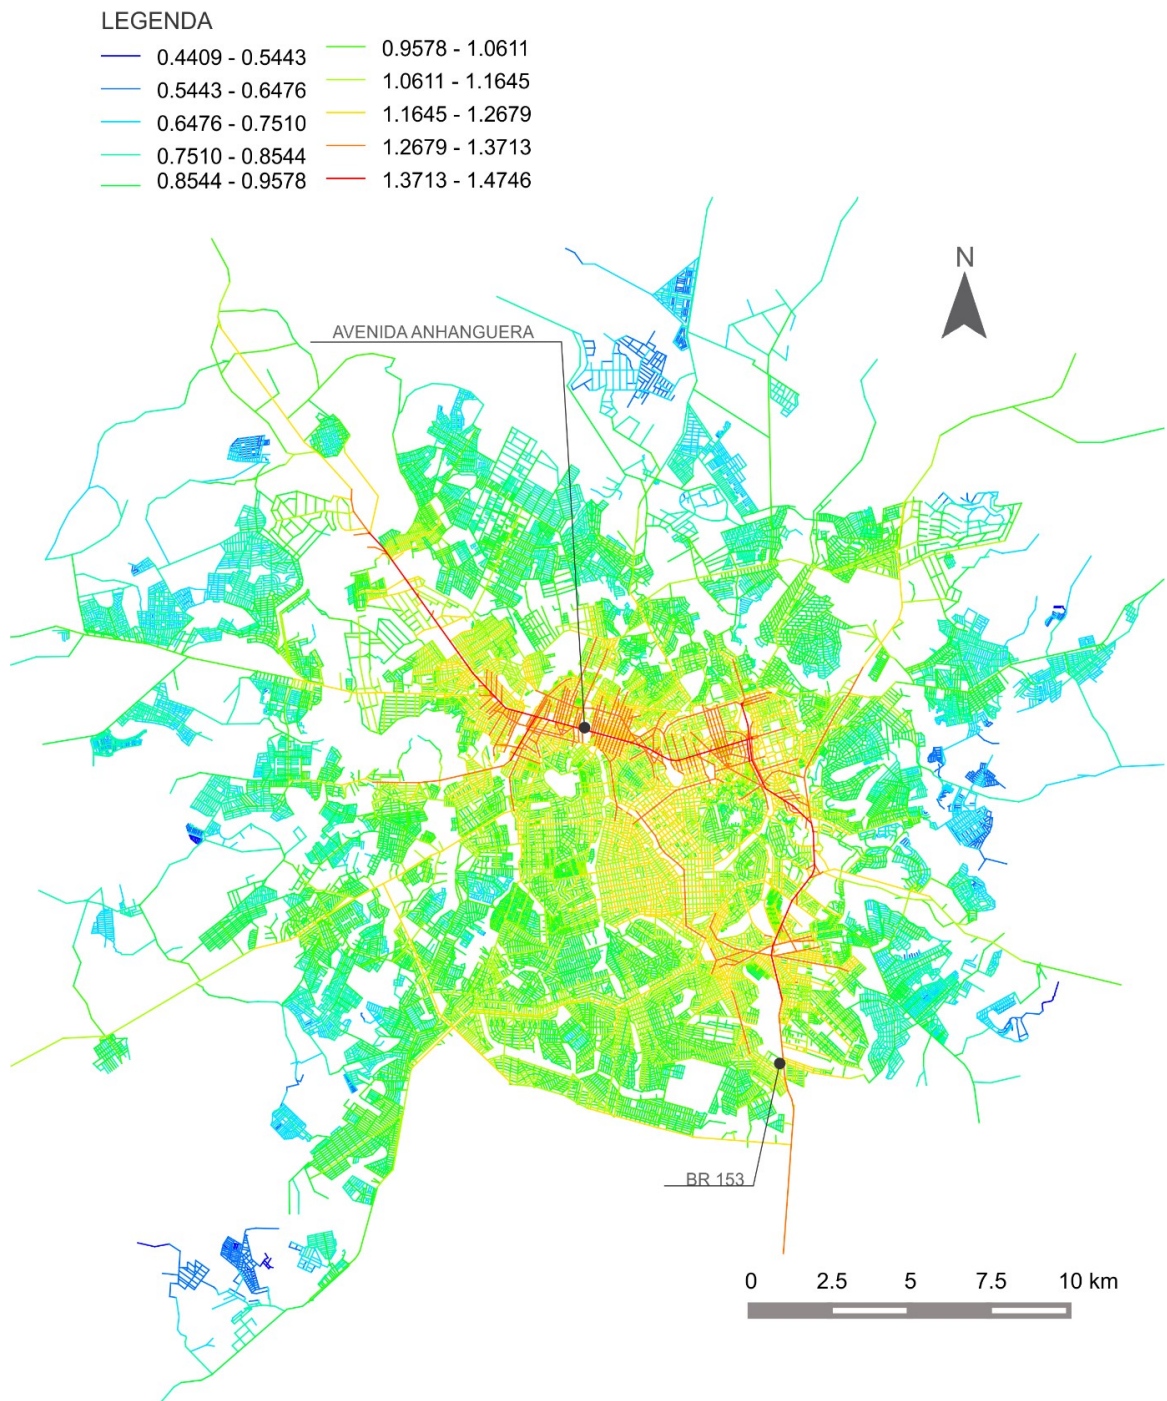 LEGENDA
0.4409 - 0.5443
0.5443 - 0.6476
0.6476 - 0.7510
0.7510 - 0.8544
0.8544 - 0.9578
0.9578 - 1.0611
1.0611 - 1.1645
1.1645 - 1.2679
1.2679 - 1.3713
1.3713 - 1.4746
N
AVENIDA ANHANGUERA
BR 153
0 2.5 5 7.5 10 km